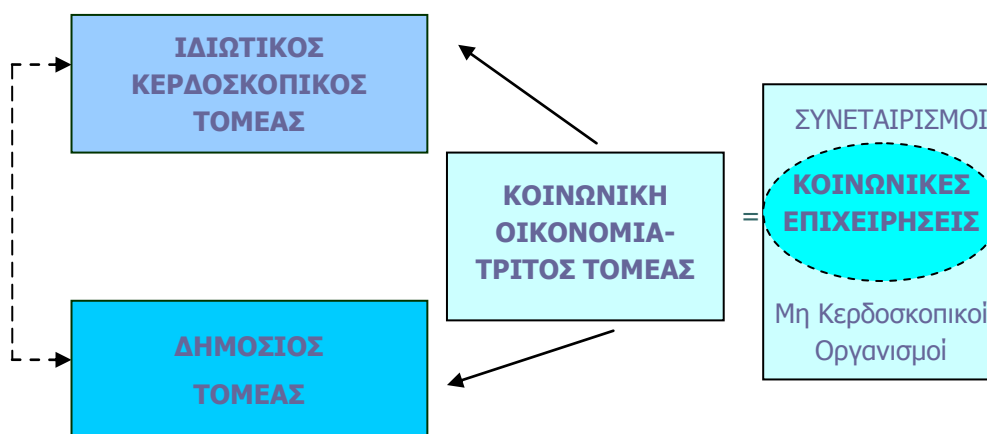 ΙΔΙΩΤΙΚΟΣ
ΚΕΡΔΟΣΚΟΠΙΚΟΣ
ΤΟΜΕΑΣ
ΚΟΙΝΩΝΙΚΗ
ΟΙΚΟΝΟΜΙΑ-
ΤΡΙΤΟΣ ΤΟΜΕΑΣ
=
ΣΥΝΕΤΑΙΡΙΣΜΟΙ
ΚΟΙΝΩΝΙΚΕΣ
ΕΠΙΧΕΙΡΗΣΕΙΣ
Μη Κερδοσκοπικοί
Οργανισμοί
ΔΗΜΟΣΙΟΣ
ΤΟΜΕΑΣ